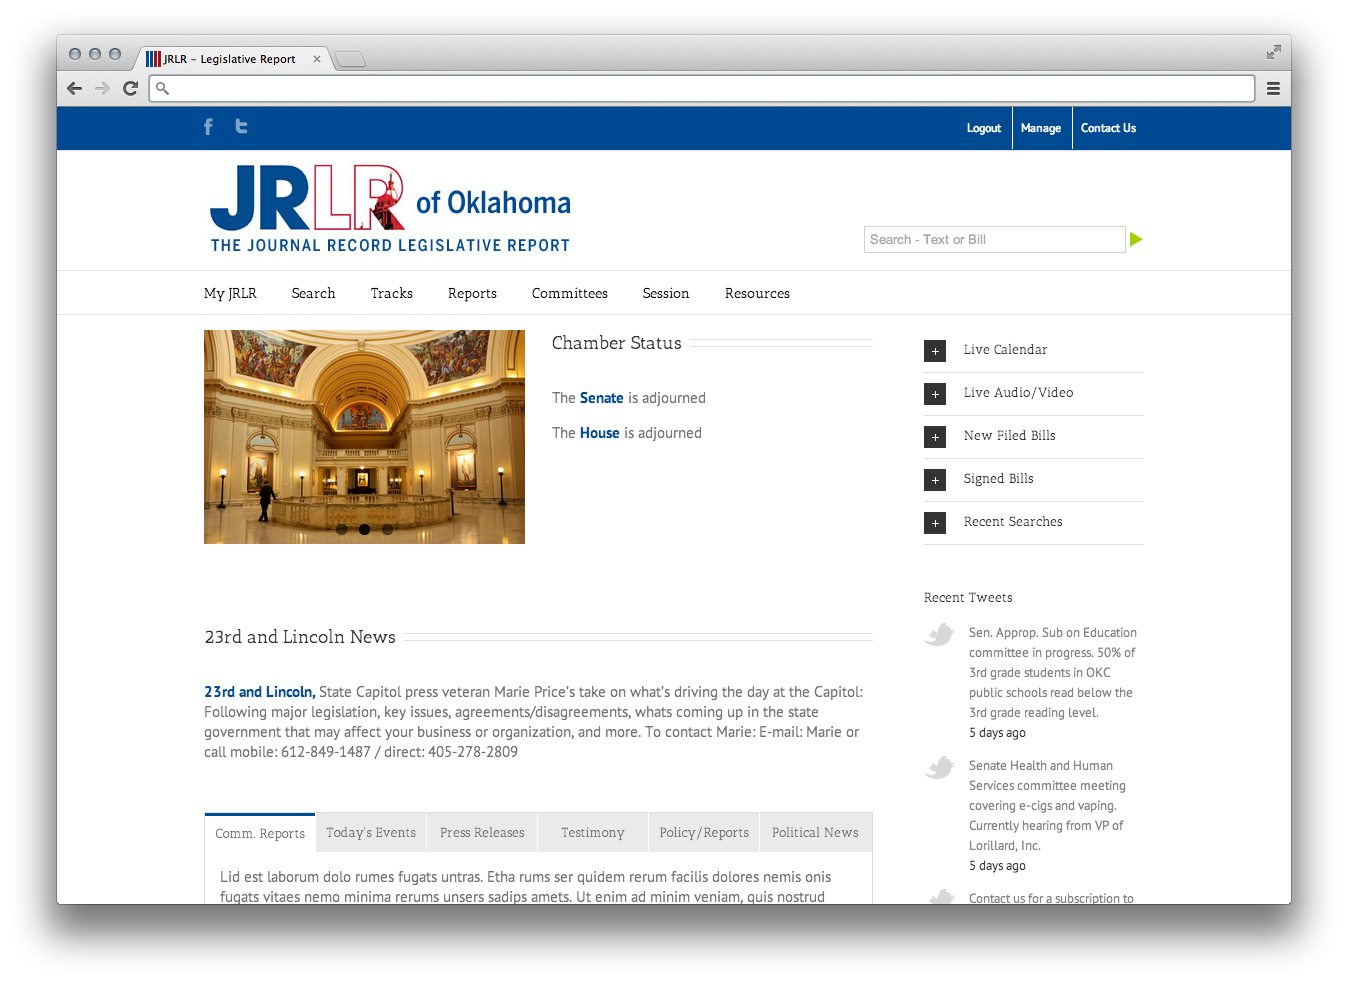 JRLR – Legislative Report
Logout
Manage
Contact Us
JRLR of Oklahoma
THE JOURNAL RECORD LEGISLATIVE REPORT
Search - Text or Bill
My JRLR
Search
Tracks
Reports
Committees
Session
Resources
Chamber Status
The Senate is adjourned
The House is adjourned
Live Calendar
Live Audio/Video
New Filed Bills
Signed Bills
Recent Searches
23rd and Lincoln News
23rd and Lincoln, State Capitol press veteran Marie Price's take on what's driving the day at the Capitol:
Following major legislation, key issues, agreements/disagreements, whats coming up in the state
government that may affect your business or organization, and more. To contact Marie: E-mail: Marie or
call mobile: 612-849-1487 / direct: 405-278-2809
Comm. Reports
Today's Events
Press Releases
Testimony
Policy/Reports
Political News
Lid est laborum dolo rumes fugats untras. Etha rums ser quidem rerum facilis dolores nemis onis
fugats vitaes nemo minima rerums unsers sadips amets. Ut enim ad minim veniam, quis nostrud
Recent Tweets
Sen. Approp. Sub on Education
committee in progress. 50% of
3rd grade students in OKC
public schools read below the
3rd grade reading level.
5 days ago
Senate Health and Human
Services committee meeting
covering e-cigs and vaping.
Currently hearing from VP of
Lorillard, Inc.
5 days ago
Contact us for a subscription to